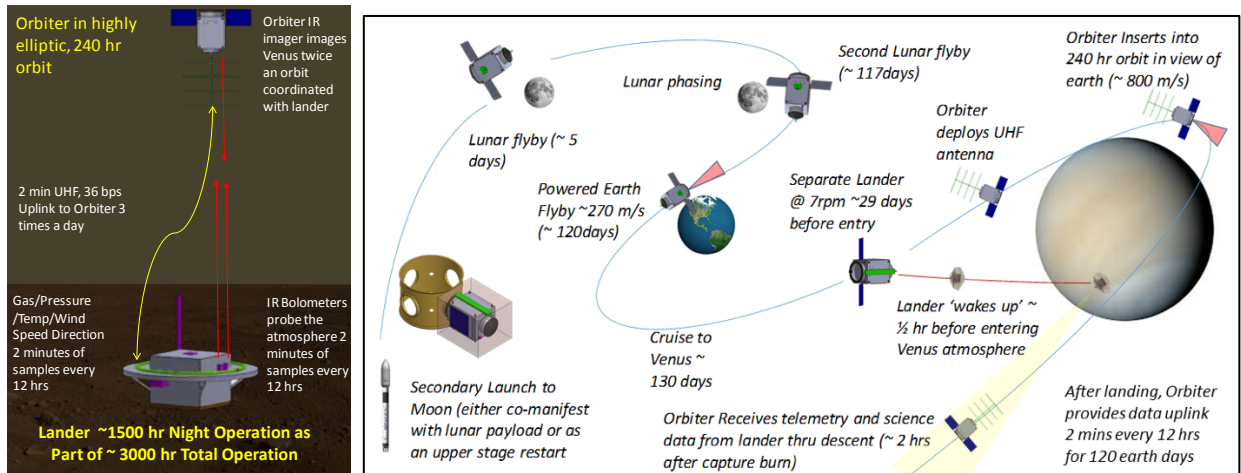 Orbiter in highly
elliptic, 240 hr
orbit
Orbiter IR
imager images
Venus twice
an orbit
coordinated
with lander
2 min UHF, 36 bps
Uplink to Orbiter 3
times a day
Gas/Pressure
/Temp/Wind
Speed Direction
2 minutes of
samples every
12 hrs
IR Bolometers
probe the
atmosphere 2
minutes of
samples every
12 hrs
Lander ~1500 hr Night Operation as
Part of ~ 3000 hr Total Operation
Lunar flyby (~ 5
days)
Lunar phasing
Second Lunar flyby
(~ 117days)
Orbiter Inserts into
240 hr orbit in view of
earth (~ 800 m/s)
Orbiter
deploys UHF
antenna
Powered Earth
Flyby ~270 m/s
(~ 120days)
Separate Lander
@ 7rpm ~29 days
before entry
Lander ‘wakes up’ ~
½ hr before entering
Venus atmosphere
Cruise to
Venus ~
130 days
Secondary Launch to
Moon (either co-manifest
with lunar payload or as
an upper stage restart
Orbiter Receives telemetry and science
data from lander thru descent (~ 2 hrs
after capture burn)
After landing, Orbiter
provides data uplink
2 mins every 12 hrs
for 120 earth days